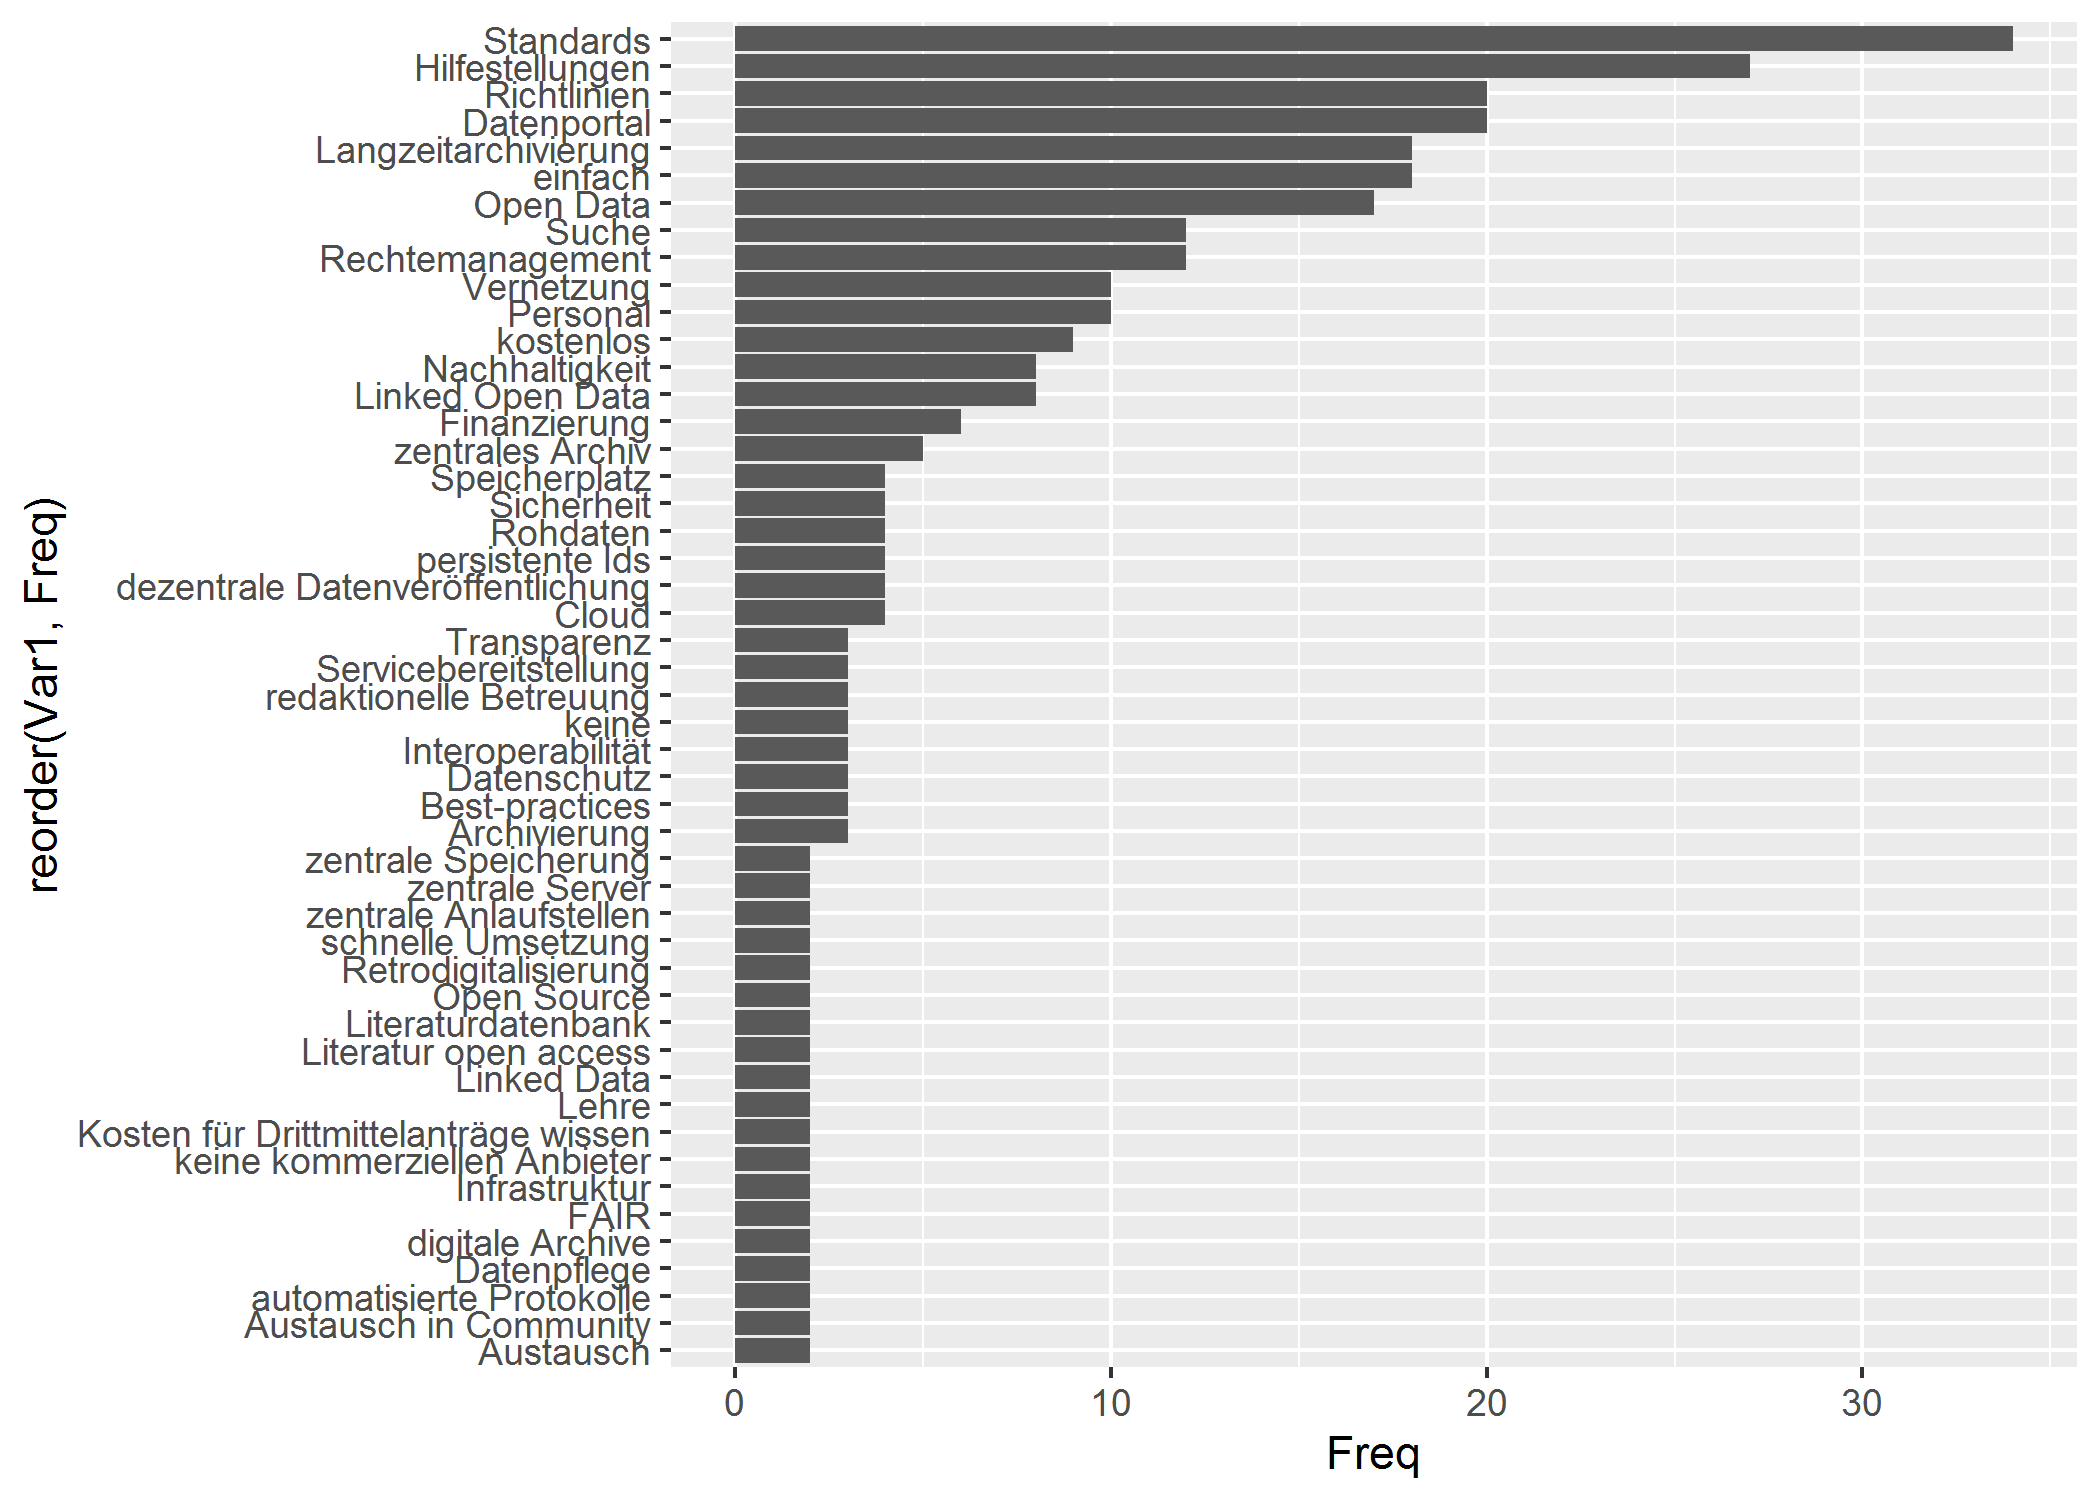 Standards
Hilfestellungen
Richtlinien
Datenportal
Langzeitarchivierung
einfach
Open Data
Suche
Rechtemanagement
Vernetzung
Personal
kostenlos
Nachhaltigkeit
Linked Open Data
Finanzierung
zentrales Archiv
Speicherplatz
Sicherheit
Rohdaten
persistente Ids
dezentrale Datenveröffentlichung
Cloud
Transparenz
Servicebereitstellung
redaktionelle Betreuung
keine
Interoperabilität
Datenschutz
Best-practices
Archivierung
zentrale Speicherung
zentrale Server
zentrale Anlaufstellen
schnelle Umsetzung
Retrodigitalisierung
Open Source
Literaturdatenbank
Literatur open access
Linked Data
Lehre
Kosten für Drittmittelanträge wissen
keine kommerziellen Anbieter
Infrastruktur
FAIR
digitale Archive
Datenpflege
automatisierte Protokolle
Austausch in Community
Austausch
reorder(Var1, Freq)
0 10 20 30
Freq